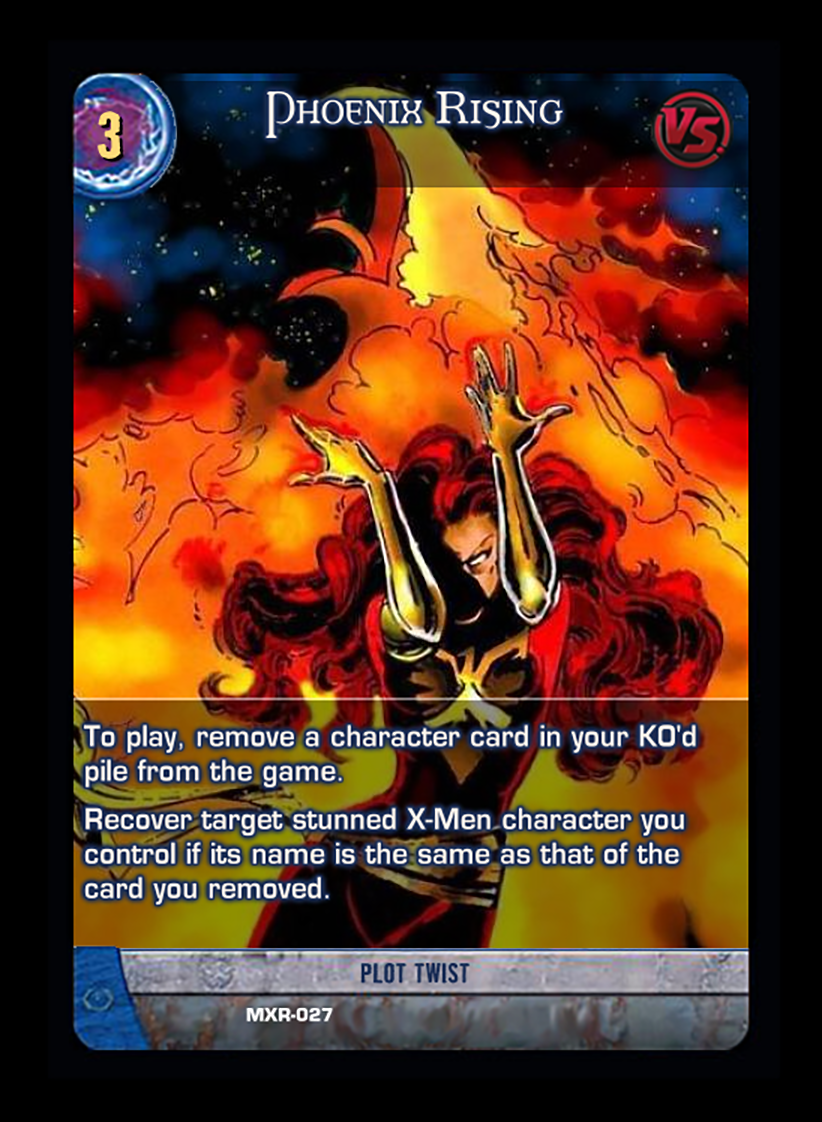 3
Phoenix Rising
VS.
To play, remove a character card in your KO'd
pile from the game.
Recover target stunned X-Men character you
control if its name is the same as that of the
card you removed.
PLOT TWIST
MXR-027